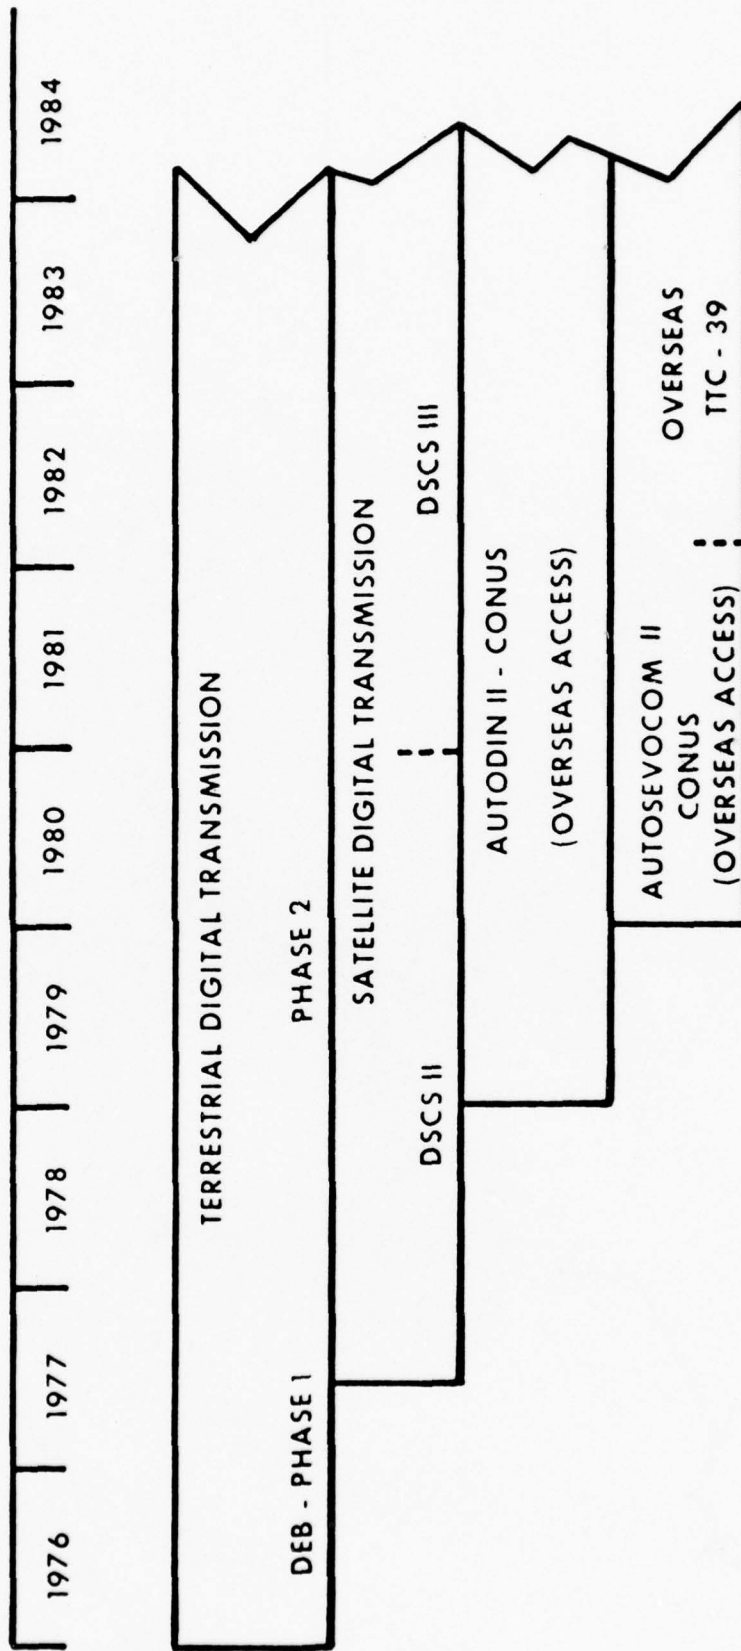 1976 1977 1978 1979 1980 1981 1982 1983 1984
TERRESTRIAL DIGITAL TRANSMISSION
DEB - PHASE 1 PHASE 2
SATELLITE DIGITAL TRANSMISSION
DSCS II DSCS III
AUTODIN II - CONUS
(OVERSEAS ACCESS)
AUTOSEVOCOM II
CONUS
(OVERSEAS ACCESS)
OVERSEAS
TTC - 39